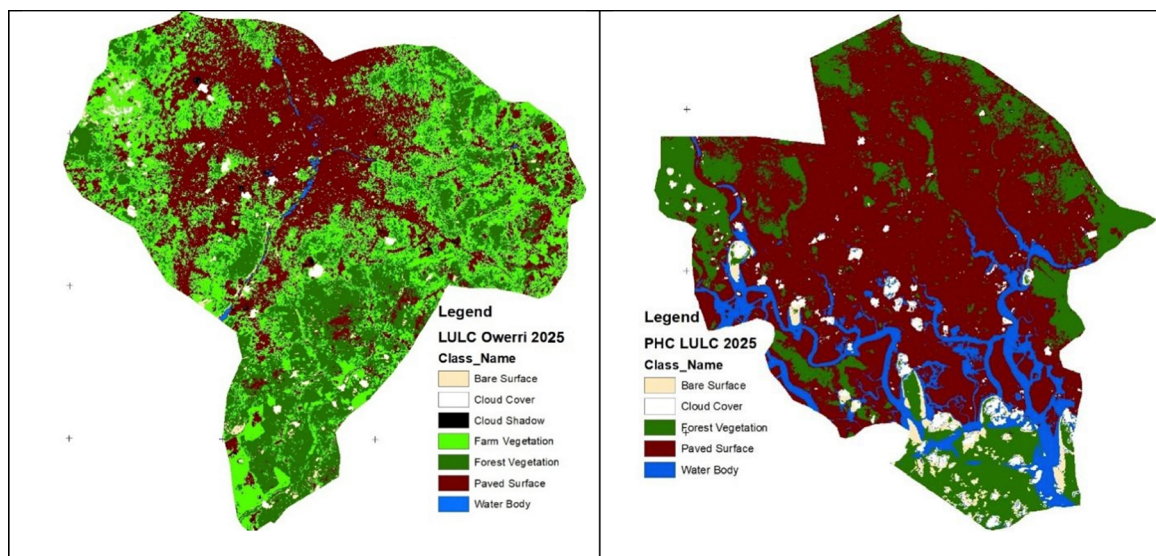 Legend
LULC Owerri 2025
Class_Name
Bare Surface
Cloud Cover
Cloud Shadow
Farm Vegetation
Forest Vegetation
Paved Surface
Water Body
Legend
PHC LULC 2025
Class_Name
Bare Surface
Cloud Cover
Forest Vegetation
Paved Surface
Water Body